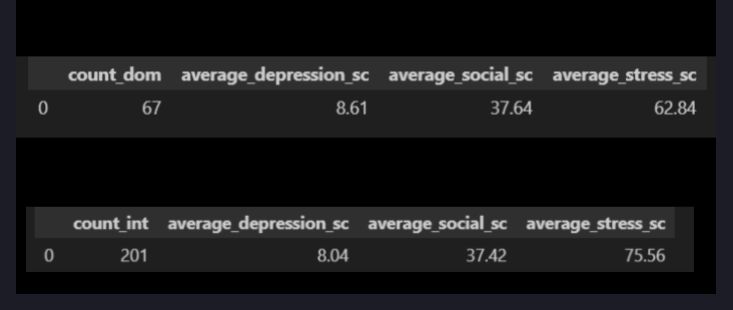 count_dom average_depression_sc average_social_sc average_stress_sc
0 67 8.61 37.64 62.84
count_int average_depression_sc average_social_sc average_stress_sc
0 201 8.04 37.42 75.56